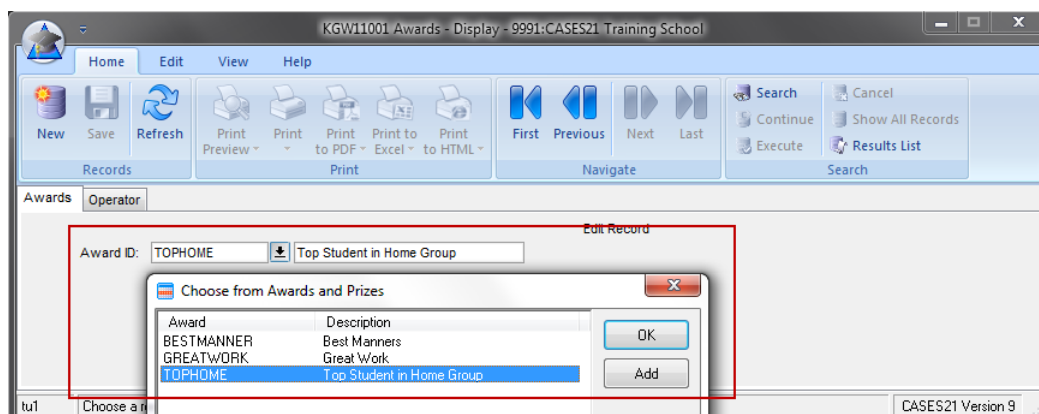 KGW11001 Awards - Display - 9991:CASES21 Training School
Home Edit View Help
New Save Refresh Print Preview Print Print to PDF Print to Excel Print to HTML First Previous Next Last Search Continue Execute Cancel Show All Records Results List
Records Print Navigate Search
Awards Operator
Edit Record
Award ID: TOPHOME Top Student in Home Group
Choose from Awards and Prizes
Award Description
BESTMANNER Best Manners
GREATWORK Great Work
TOPHOME Top Student in Home Group
OK
Add
tu1 Choose a CASES21 Version 9